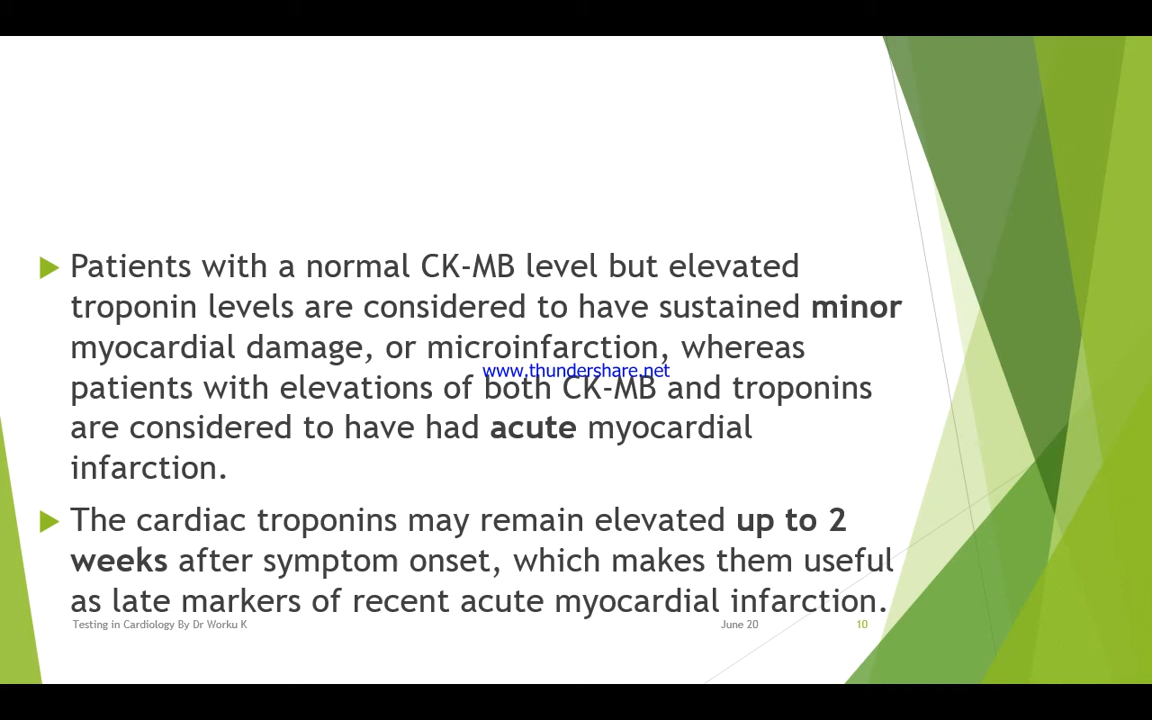 Patients with a normal CK-MB level but elevated
troponin levels are considered to have sustained minor
myocardial damage, or microinfarction, whereas
www.thundershare.net
patients with elevations of both CK-MB and troponins
are considered to have had acute myocardial
infarction.
The cardiac troponins may remain elevated up to 2
weeks after symptom onset, which makes them useful
as late markers of recent acute myocardial infarction.
Testing in Cardiology By Dr Worku K June 20 10